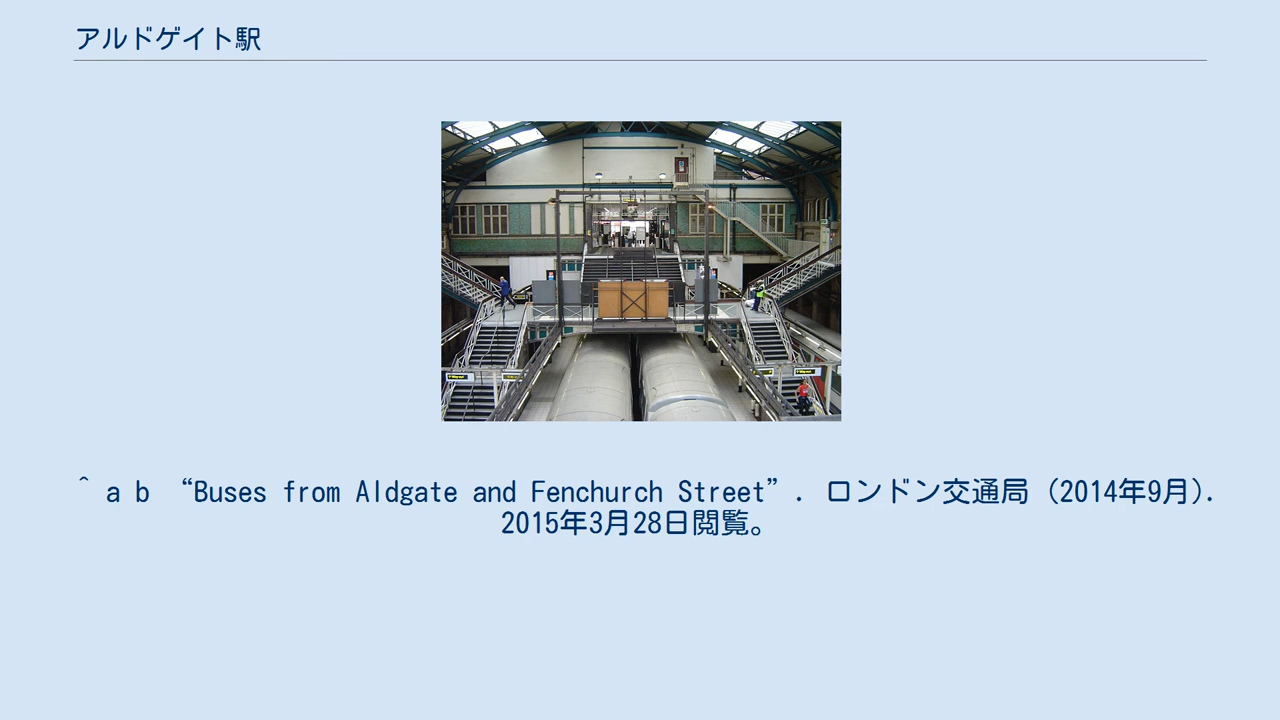 アルドゲイト駅
^ a b “Buses from Aldgate and Fenchurch Street”. ロンドン交通局 (2014年9月).
2015年3月28日閲覧。